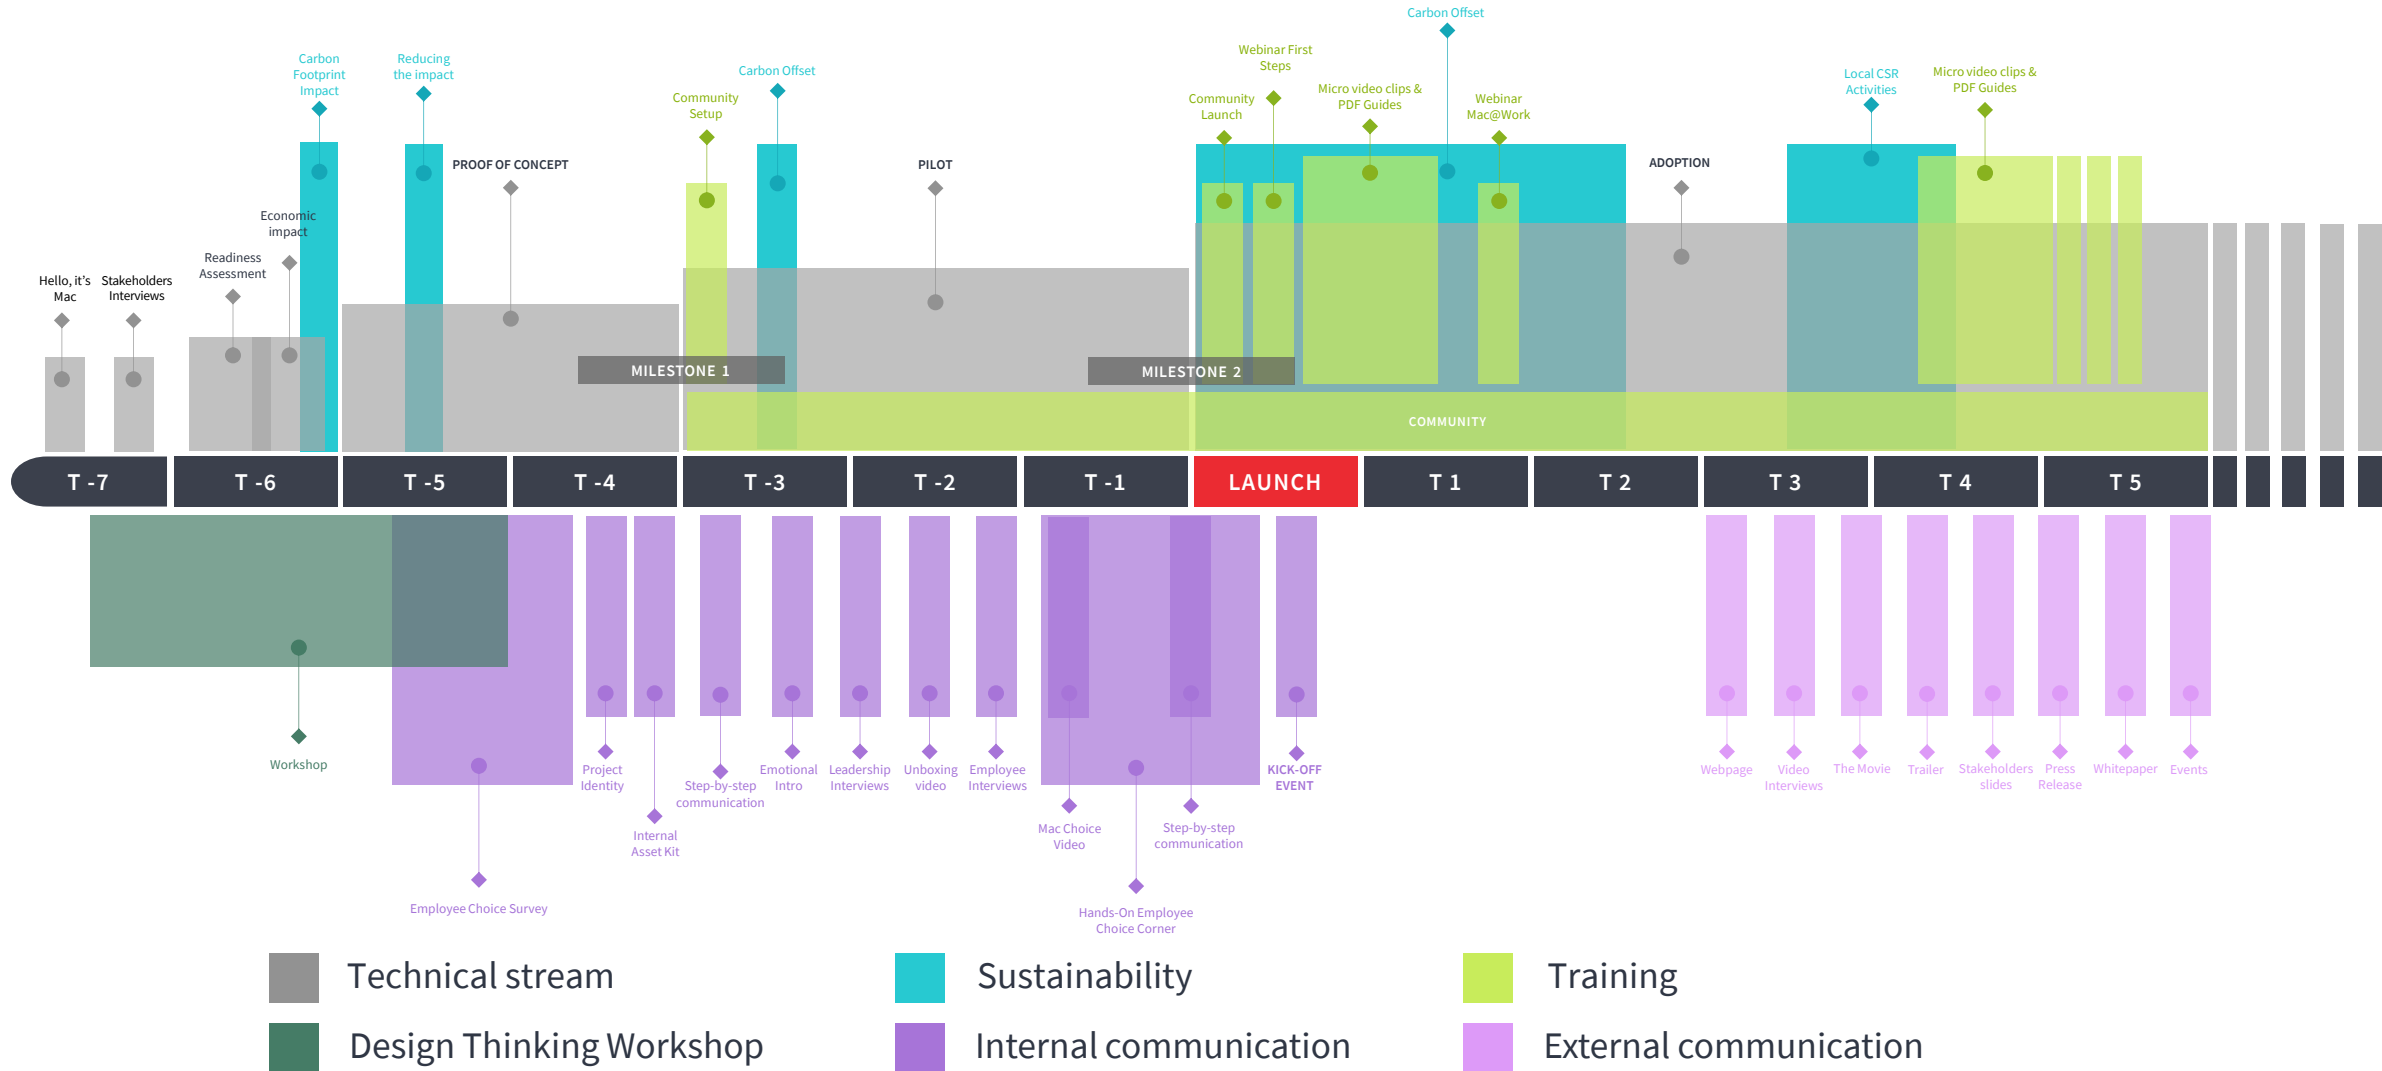 Carbon Offset
Webinar First
Steps
Carbon
Footprint
Impact
Reducing
the impact
Carbon Offset
Community
Setup
Community
Launch
Micro video clips &
PDF Guides
Webinar
Mac@Work
Local CSR
Activities
Micro video clips &
PDF Guides
PROOF OF CONCEPT
PILOT
ADOPTION
Economic
impact
Readiness
Assessment
Hello, it's
Mac
Stakeholders
Interviews
MILESTONE 1
MILESTONE 2
COMMUNITY
T -7
T -6
T -5
T -4
T -3
T -2
T -1
LAUNCH
T 1
T 2
T 3
T 4
T 5
Workshop
Project
Identity
Step-by-step
communication
Emotional
Intro
Leadership
Interviews
Unboxing
video
Employee
Interviews
KICK-OFF
EVENT
Webpage
Video
Interviews
The Movie
Trailer
Stakeholders
slides
Press
Release
Whitepaper
Events
Internal
Asset Kit
Mac Choice
Video
Step-by-step
communication
Employee Choice Survey
Hands-On Employee
Choice Corner
Technical stream
Sustainability
Training
Design Thinking Workshop
Internal communication
External communication